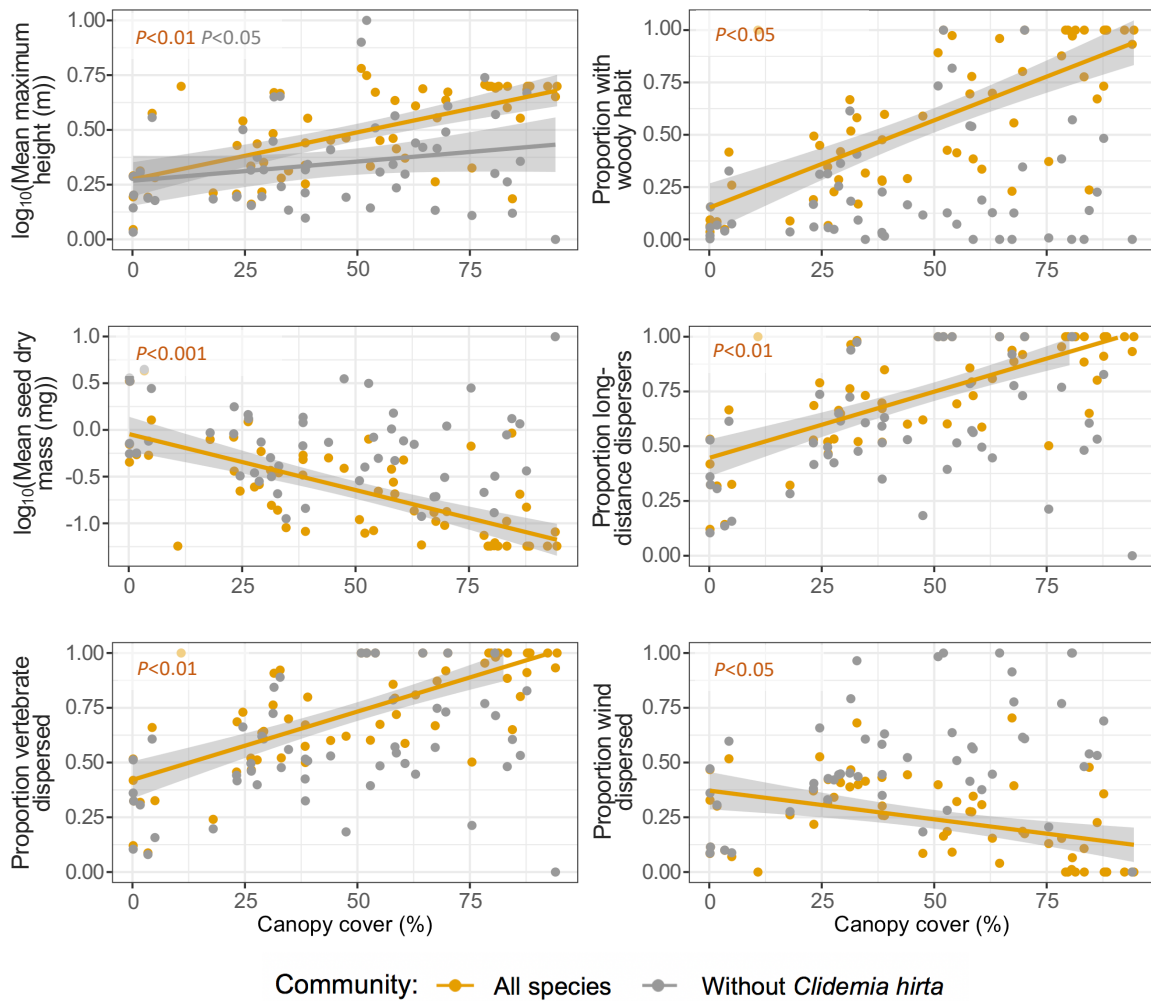 log₁₀(Mean maximum
height (m))
P<0.01 P<0.05
1.00
0.75
0.50
0.25
0.00
0 25 50 75
Proportion with
woody habit
P<0.05
1.00
0.75
0.50
0.25
0.00
0 25 50 75
log₁₀(Mean seed dry
mass (mg))
P<0.001
1.0
0.5
0.0
-0.5
-1.0
0 25 50 75
Proportion long-
distance dispersers
P<0.01
1.00
0.75
0.50
0.25
0.00
0 25 50 75
Proportion vertebrate
dispersed
P<0.01
1.00
0.75
0.50
0.25
0.00
0 25 50 75
Canopy cover (%)
Proportion wind
dispersed
P<0.05
1.00
0.75
0.50
0.25
0.00
0 25 50 75
Canopy cover (%)
Community: All species Without Clidemia hirta